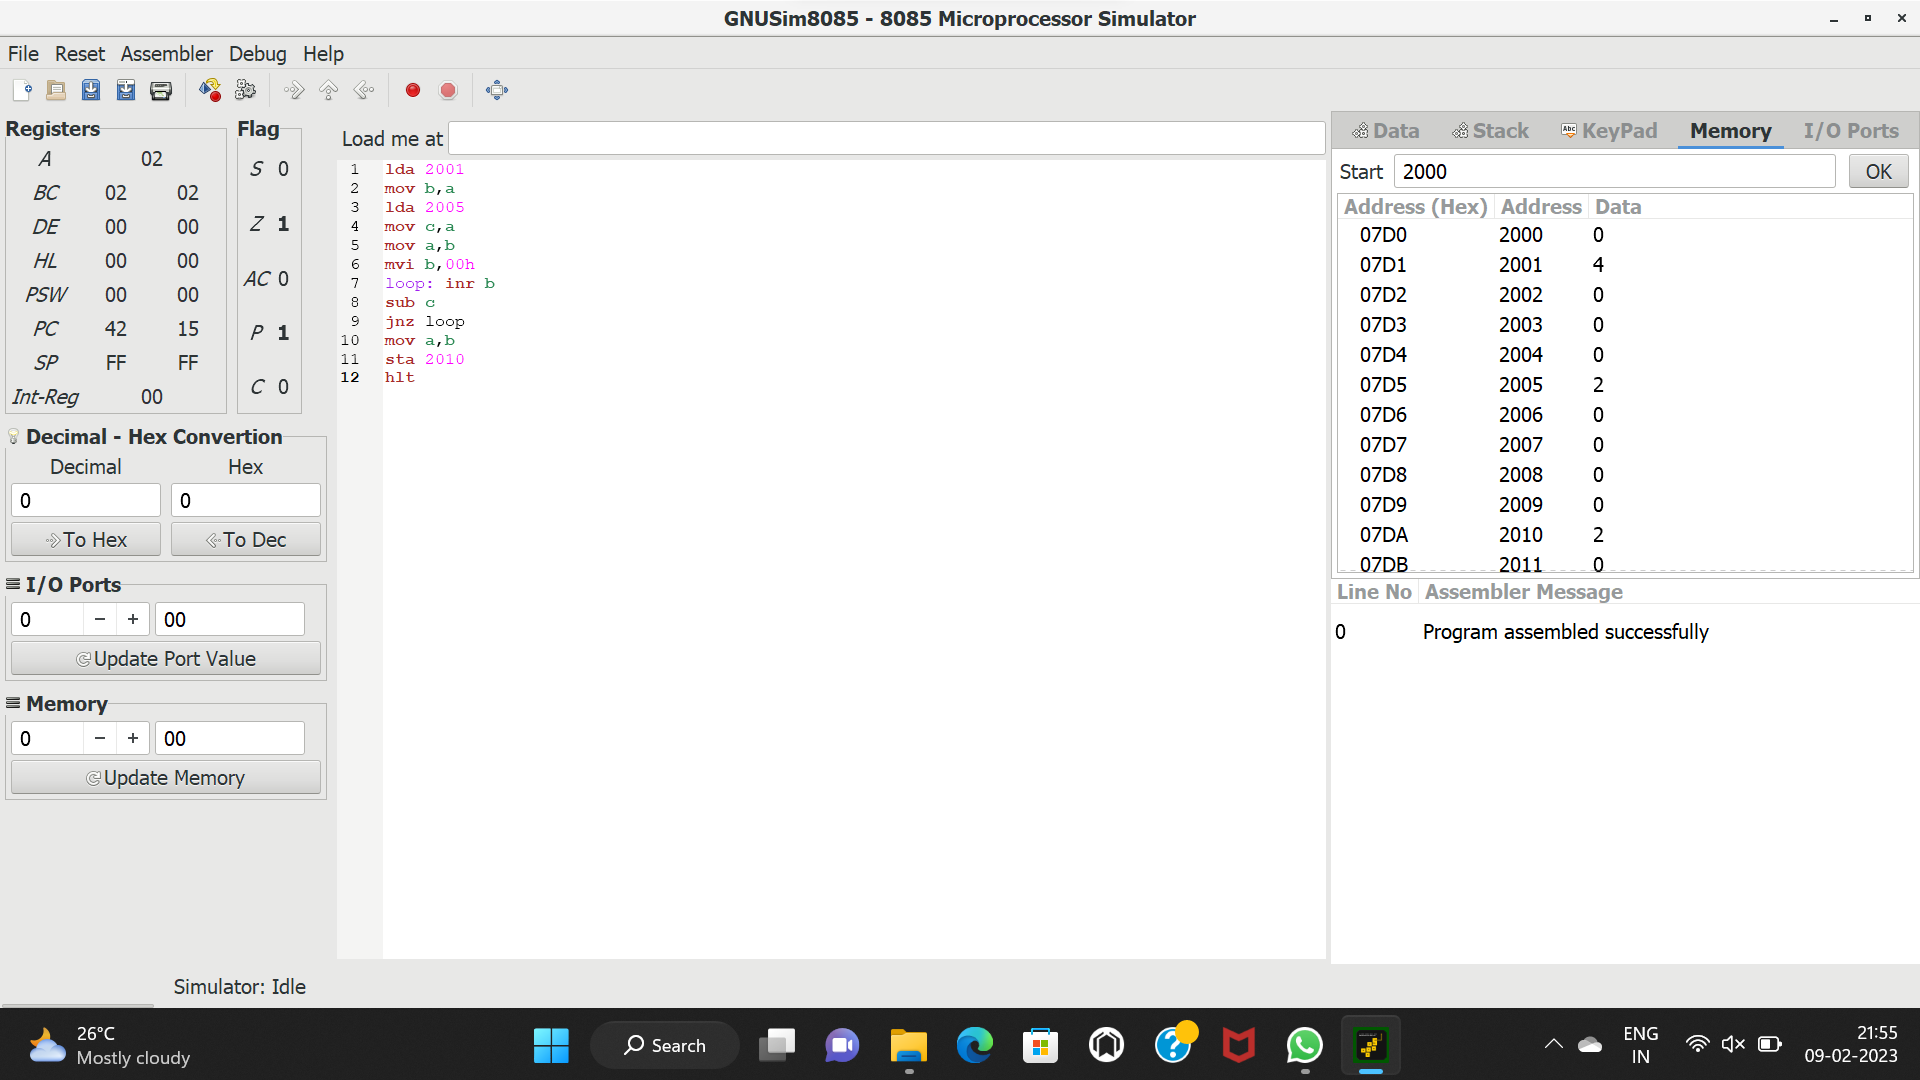 GNUSim8085 - 8085 Microprocessor Simulator
File Reset Assembler Debug Help
Registers
A 02
BC 02 02
DE 00 00
HL 00 00
PSW 00 00
PC 42 15
SP FF FF
Int-Reg 00
Flag
S 0
Z 1
AC 0
P 1
C 0
Decimal - Hex Convertion
Decimal Hex
0 0
To Hex To Dec
I/O Ports
0 − + 00
Update Port Value
Memory
0 − + 00
Update Memory
Simulator: Idle
Load me at
1 lda 2001
2 mov b,a
3 lda 2005
4 mov c,a
5 mov a,b
6 mvi b,00h
7 loop: inr b
8 sub c
9 jnz loop
10 mov a,b
11 sta 2010
12 hlt
Data Stack Abc KeyPad Memory I/O Ports
Start 2000 OK
Address (Hex) Address Data
07D0 2000 0
07D1 2001 4
07D2 2002 0
07D3 2003 0
07D4 2004 0
07D5 2005 2
07D6 2006 0
07D7 2007 0
07D8 2008 0
07D9 2009 0
07DA 2010 2
07DB 2011 0
Line No Assembler Message
0 Program assembled successfully
26°C
Mostly cloudy
Search
ENG
IN
21:55
09-02-2023